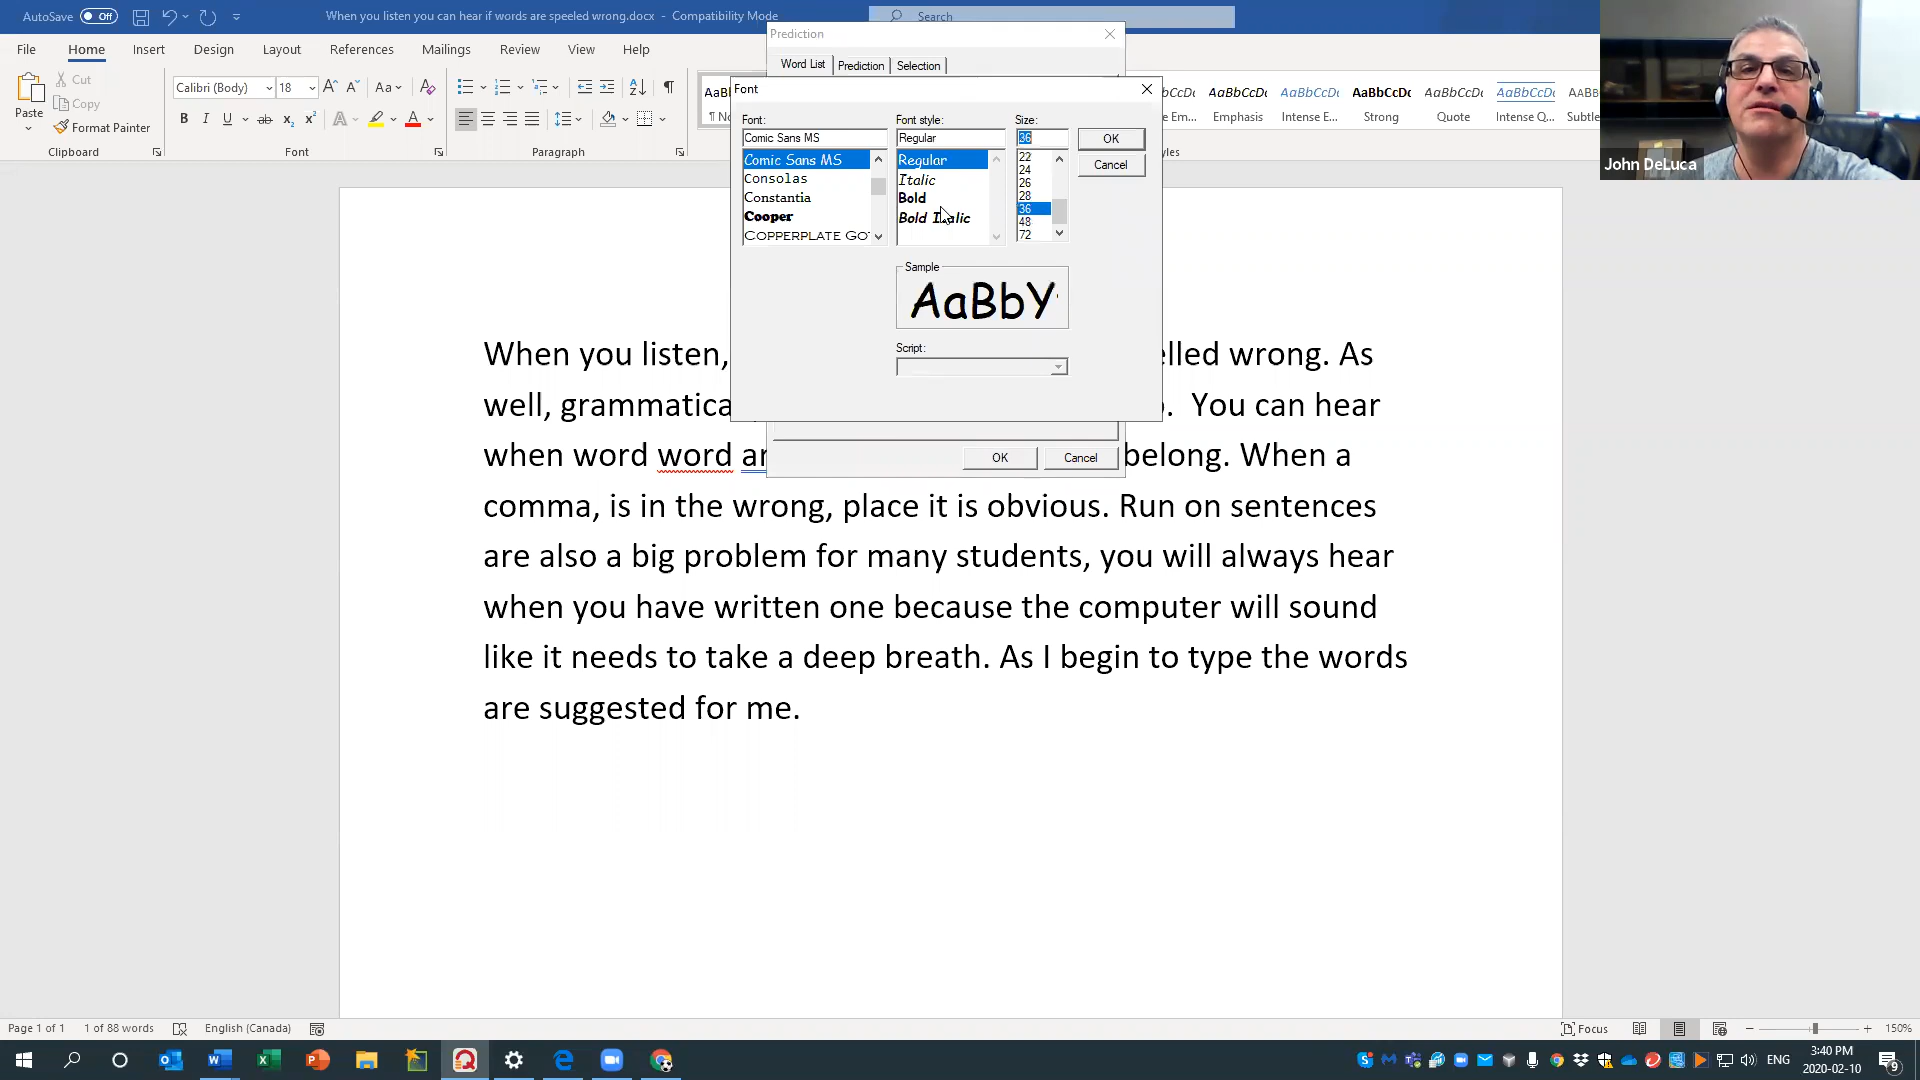 AutoSave Off
When you listen you can hear if words are speeled wrong.docx - Compatibility Mode
Search
File Home Insert Design Layout References Mailings Review View Help
Paste
Cut
Copy
Format Painter
Clipboard
Calibri (Body) 18
Font
Paragraph
Prediction
Word List Prediction Selection
Font
Font:
Comic Sans MS
Comic Sans MS
Consolas
Constantia
Cooper
COPPERPLATE GOT
Font style:
Regular
Regular
Italic
Bold
Bold Italic
Size:
36
22
24
26
28
36
48
72
OK
Cancel
Sample
AaBbY
Script:
OK Cancel
AaBbCcDc AaBbCcDc AaBbCcDc AaBbCcDc AaBbCcDc
Emphasis Intense E... Strong Quote Intense Q... Subtle
John DeLuca
When you listen, elled wrong. As
well, grammatica You can hear
when word word ar belong. When a
comma, is in the wrong, place it is obvious. Run on sentences
are also a big problem for many students, you will always hear
when you have written one because the computer will sound
like it needs to take a deep breath. As I begin to type the words
are suggested for me.
Page 1 of 1 1 of 88 words English (Canada)
Focus 150%
ENG
3:40 PM
2020-02-10
9